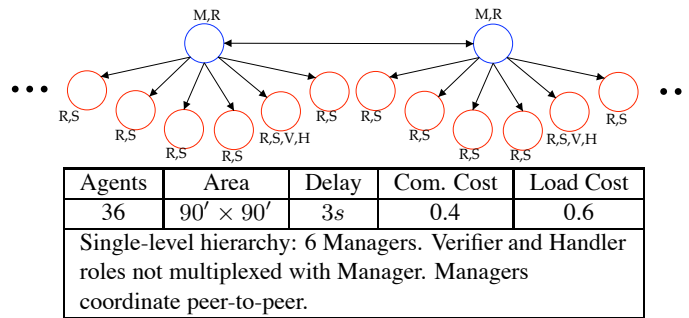 M,R M,R
R,S R,S R,S R,S R,S,V,H R,S R,S R,S R,S R,S R,S,V,H R,S
Agents Area Delay Com. Cost Load Cost
36 90′ × 90′ 3s 0.4 0.6
Single-level hierarchy: 6 Managers. Verifier and Handler
roles not multiplexed with Manager. Managers
coordinate peer-to-peer.